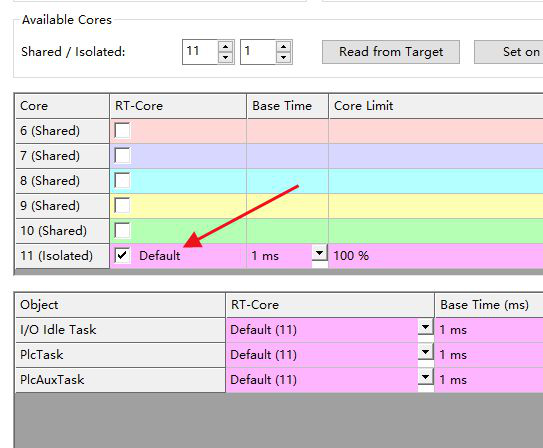 Available Cores
Shared / Isolated: 11 1 Read from Target Set on
Core RT-Core Base Time Core Limit
6 (Shared)
7 (Shared)
8 (Shared)
9 (Shared)
10 (Shared)
11 (Isolated) Default 1 ms 100 %
Object RT-Core Base Time (ms)
I/O Idle Task Default (11) 1 ms
PlcTask Default (11) 1 ms
PlcAuxTask Default (11) 1 ms